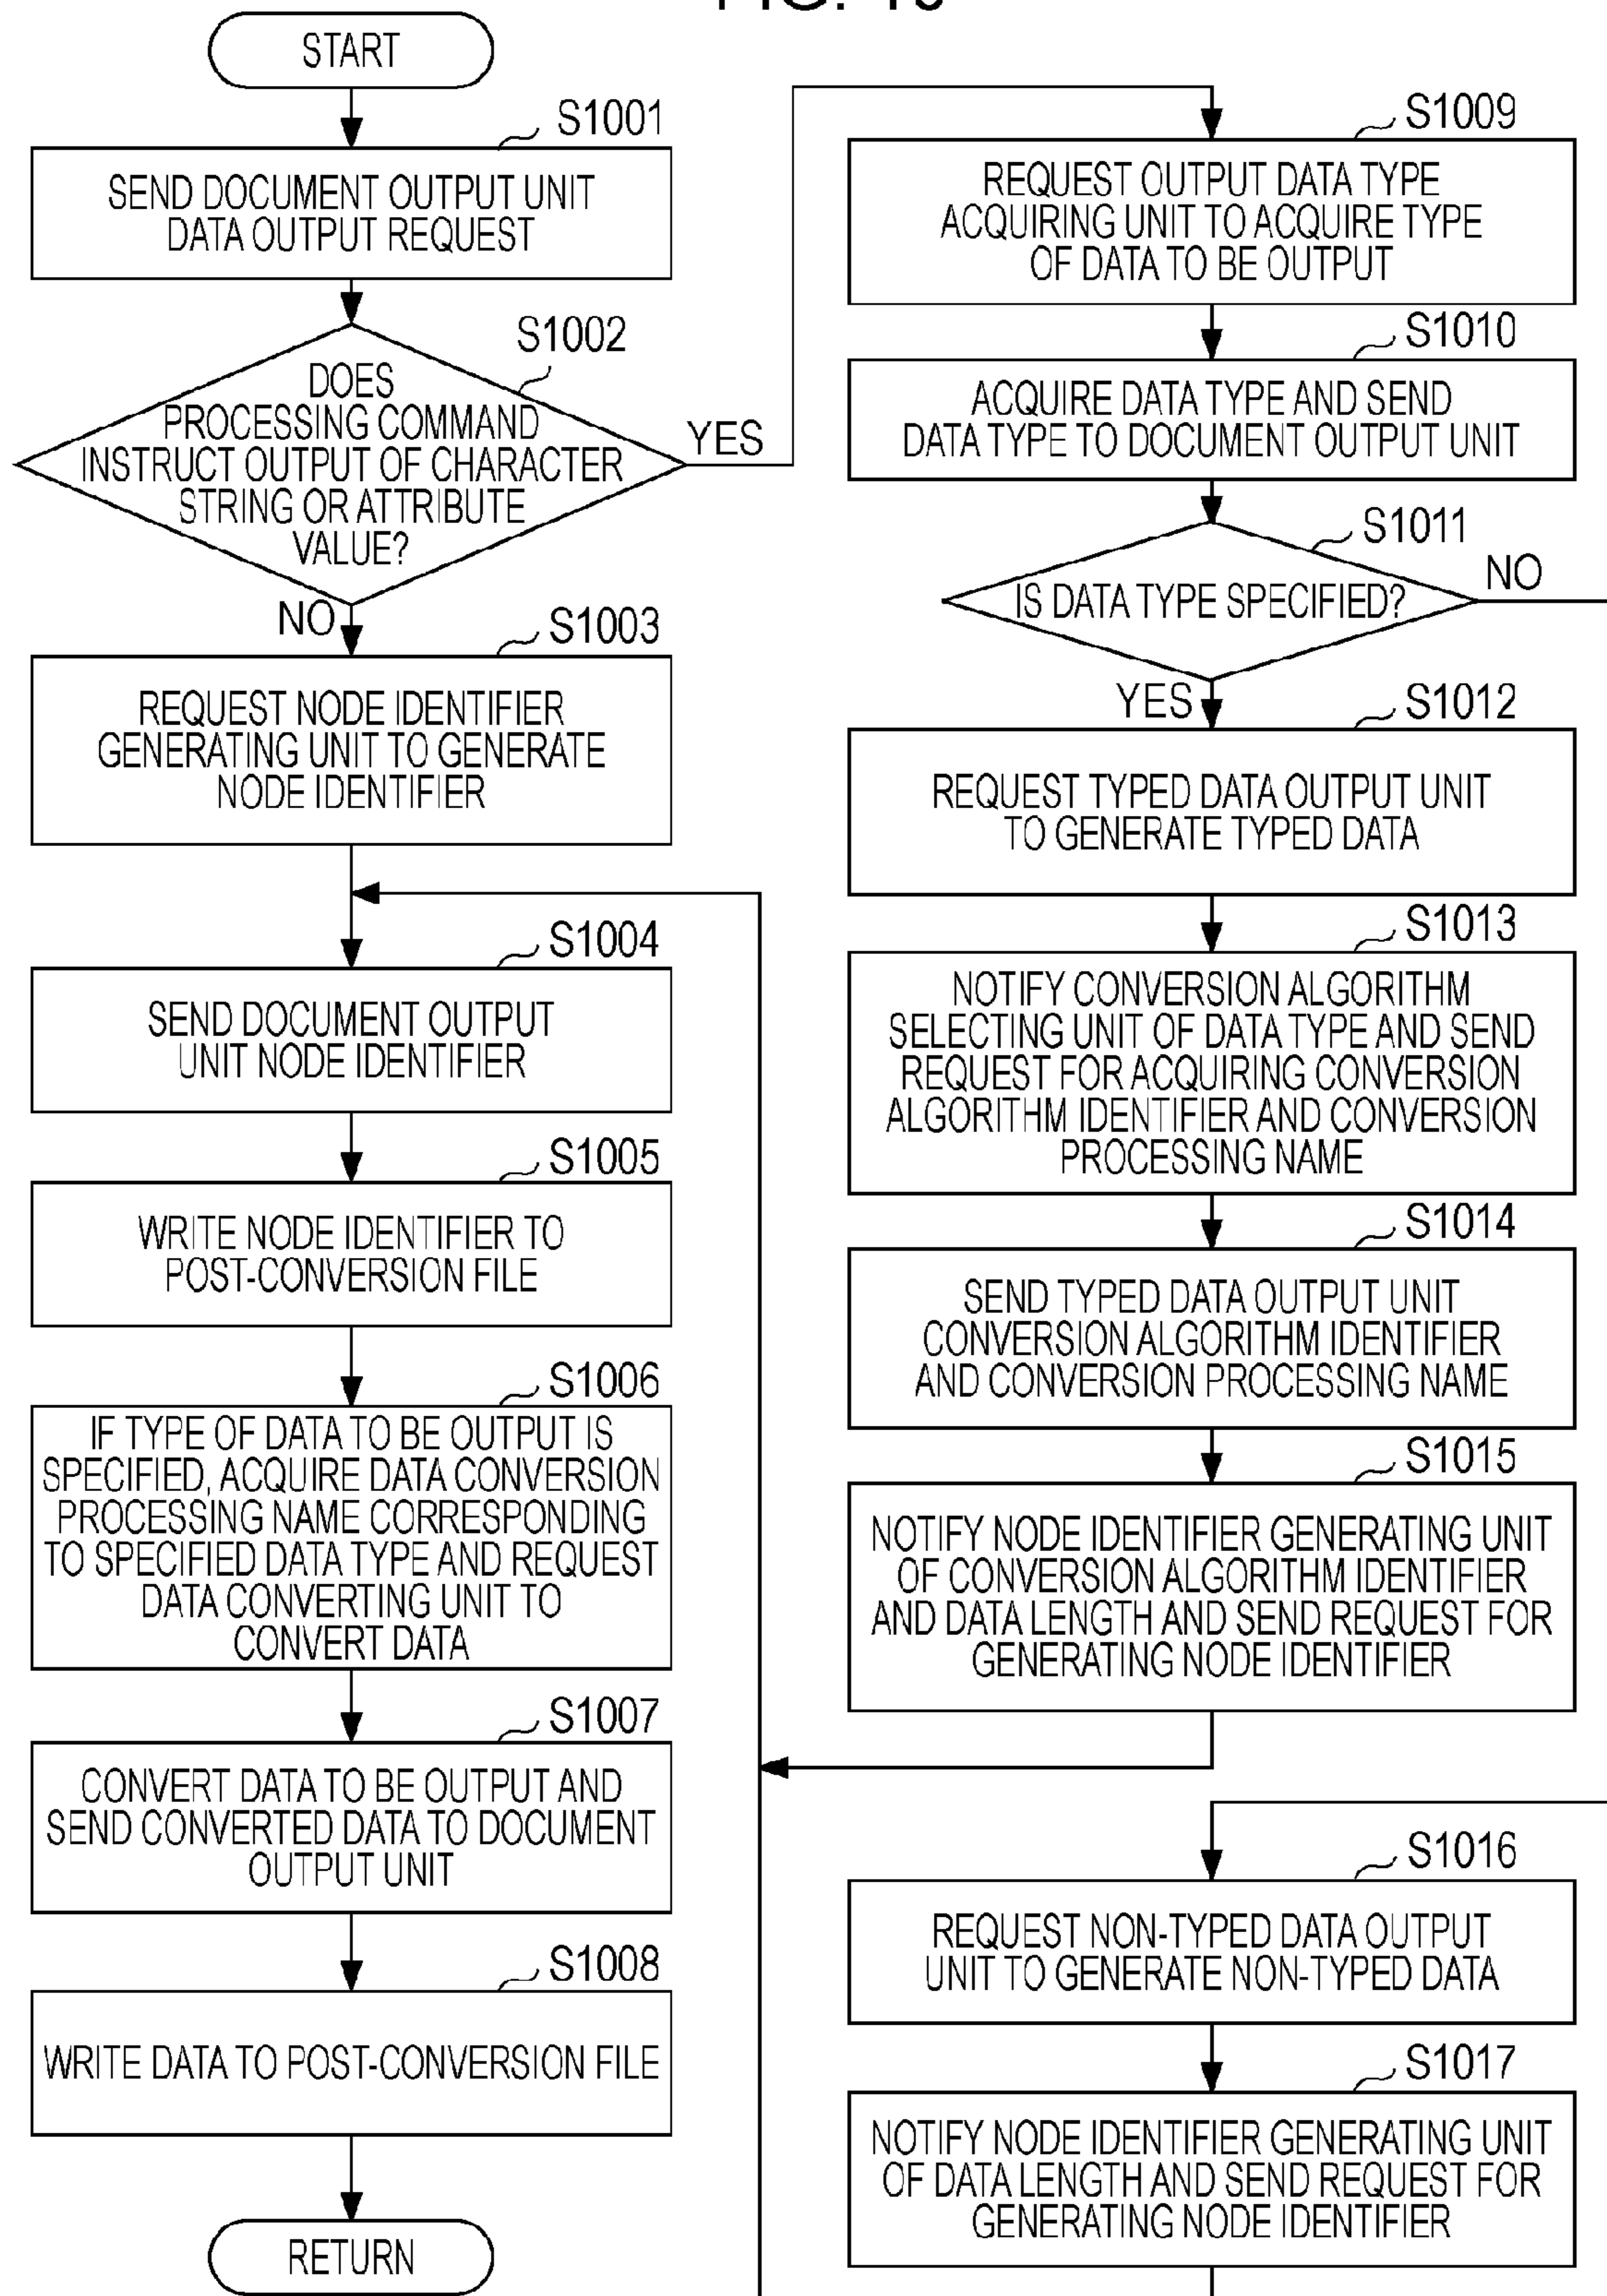 START
S1001
SEND DOCUMENT OUTPUT UNIT
DATA OUTPUT REQUEST
S1002
DOES
PROCESSING COMMAND
INSTRUCT OUTPUT OF CHARACTER
STRING OR ATTRIBUTE
VALUE?
YES
NO
S1003
REQUEST NODE IDENTIFIER
GENERATING UNIT TO GENERATE
NODE IDENTIFIER
S1004
SEND DOCUMENT OUTPUT
UNIT NODE IDENTIFIER
S1005
WRITE NODE IDENTIFIER TO
POST-CONVERSION FILE
S1006
IF TYPE OF DATA TO BE OUTPUT IS
SPECIFIED, ACQUIRE DATA CONVERSION
PROCESSING NAME CORRESPONDING
TO SPECIFIED DATA TYPE AND REQUEST
DATA CONVERTING UNIT TO
CONVERT DATA
S1007
CONVERT DATA TO BE OUTPUT AND
SEND CONVERTED DATA TO DOCUMENT
OUTPUT UNIT
S1008
WRITE DATA TO POST-CONVERSION FILE
RETURN
S1009
REQUEST OUTPUT DATA TYPE
ACQUIRING UNIT TO ACQUIRE TYPE
OF DATA TO BE OUTPUT
S1010
ACQUIRE DATA TYPE AND SEND
DATA TYPE TO DOCUMENT OUTPUT UNIT
S1011
IS DATA TYPE SPECIFIED?
NO
YES
S1012
REQUEST TYPED DATA OUTPUT UNIT
TO GENERATE TYPED DATA
S1013
NOTIFY CONVERSION ALGORITHM
SELECTING UNIT OF DATA TYPE AND SEND
REQUEST FOR ACQUIRING CONVERSION
ALGORITHM IDENTIFIER AND CONVERSION
PROCESSING NAME
S1014
SEND TYPED DATA OUTPUT UNIT
CONVERSION ALGORITHM IDENTIFIER
AND CONVERSION PROCESSING NAME
S1015
NOTIFY NODE IDENTIFIER GENERATING UNIT
OF CONVERSION ALGORITHM IDENTIFIER
AND DATA LENGTH AND SEND REQUEST FOR
GENERATING NODE IDENTIFIER
S1016
REQUEST NON-TYPED DATA OUTPUT
UNIT TO GENERATE NON-TYPED DATA
S1017
NOTIFY NODE IDENTIFIER GENERATING UNIT
OF DATA LENGTH AND SEND REQUEST FOR
GENERATING NODE IDENTIFIER